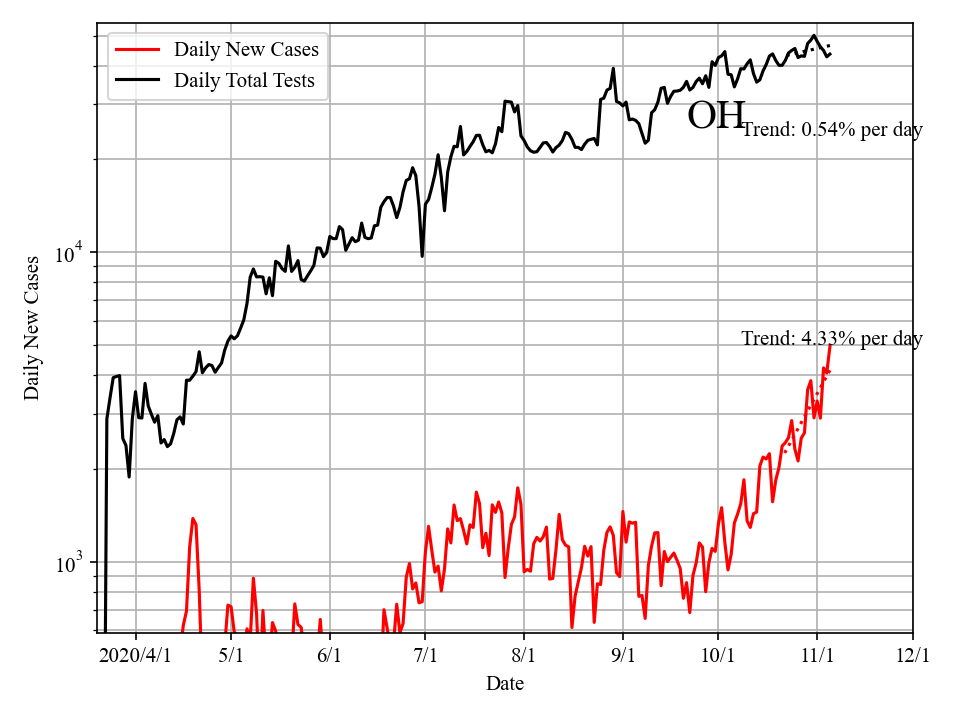 Daily New Cases
Daily Total Tests
OH
Trend: 0.54% per day
10^4
Trend: 4.33% per day
Daily New Cases
10^3
2020/4/1 5/1 6/1 7/1 8/1 9/1 10/1 11/1 12/1
Date